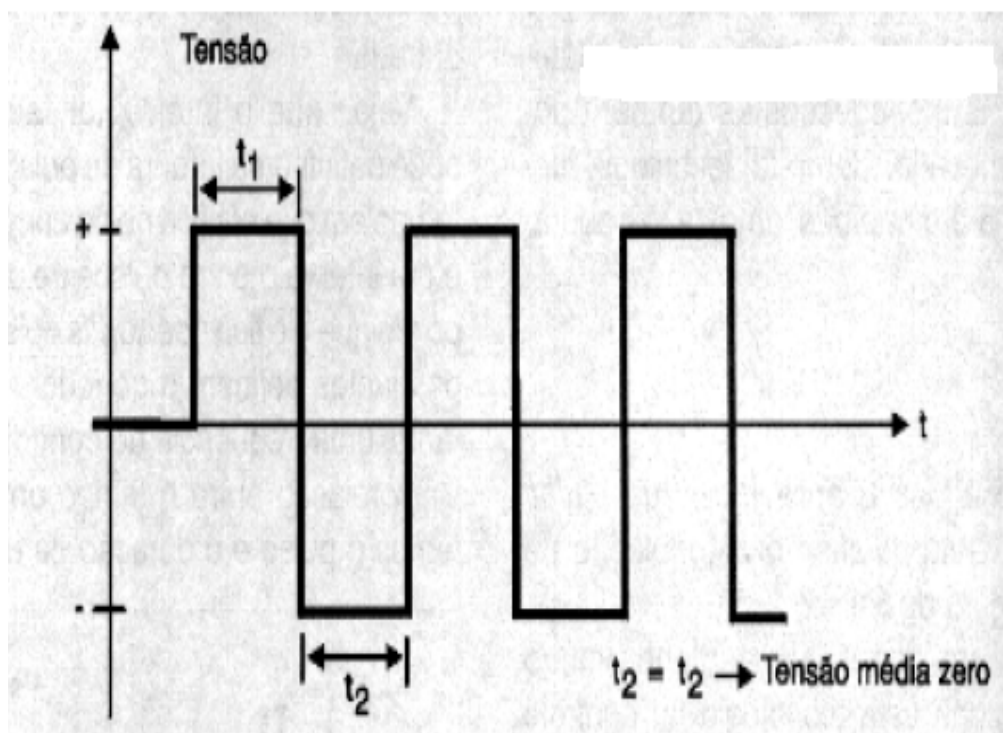 Tensão
t₁
+
t
-
t₂
t₂ = t₂ → Tensão média zero